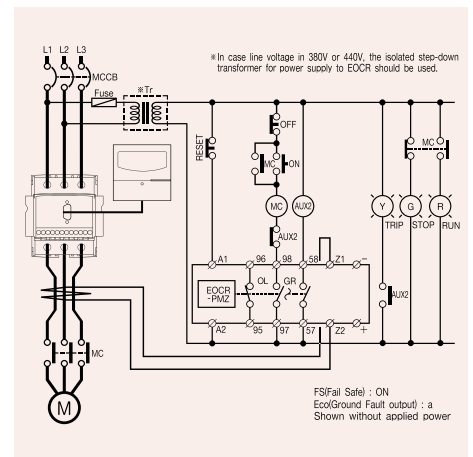 L1 L2 L3
※In case line voltage in 380V or 440V, the isolated step-down
transformer for power supply to EOCR should be used.
MCCB
Fuse
※Tr
OFF
RESET
MC
ON
MC
MC
AUX2
Y
G
R
TRIP
STOP
RUN
AUX2
A1
96
98
58
Z1
-
EOCR
-PMZ
OL
GR
AUX2
A2
95
97
57
Z2
+
MC
M
FS(Fail Safe) : ON
Eco(Ground Fault output) : a
Shown without applied power